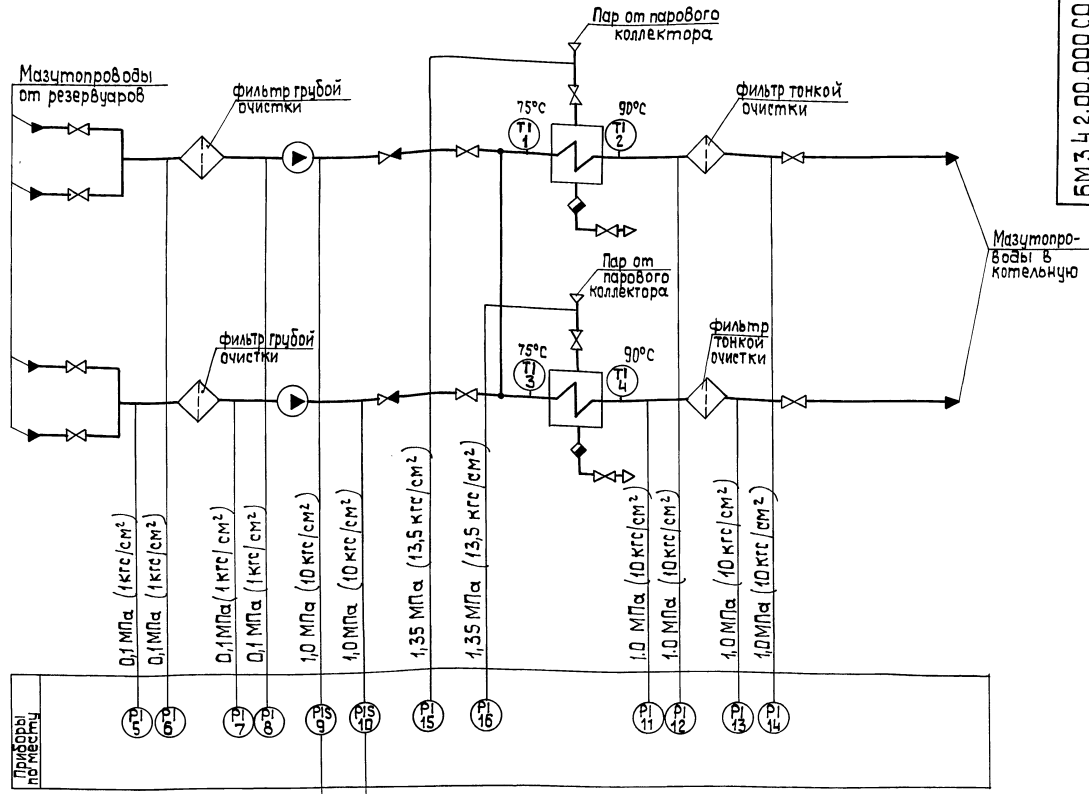 Пар от парового
коллектора
БМЗ.Ч 2.00.000 СО
Мазутопроводы
от резервуаров
фильтр грубой
очистки
75°С
TI
1
90°С
TI
2
фильтр тонкой
очистки
Мазутопро-
воды в
котельную
Пар от
парового
коллектора
фильтр грубой
очистки
75°С
TI
3
90°С
TI
4
фильтр
тонкой
очистки
0,1 МПа (1кгс/см²)
0,1 МПа (1кгс/см²)
0,1 МПа (1кгс/см²)
0,1 МПа (1кгс/см²)
1,0 МПа (10кгс/см²)
1,0 МПа (10кгс/см²)
1,35 МПа (13,5 кгс/см²)
1,35 МПа (13,5 кгс/см²)
1.0 МПа (10кгс/см²)
1.0 МПа (10кгс/см²)
1,0 МПа (10кгс/см²)
1,0МПа (10кгс/см²)
Приборы
по месту
PI
5
PI
6
PI
7
PI
8
PIS
9
PIS
10
PI
15
PI
16
PI
11
PI
12
PI
13
PI
14